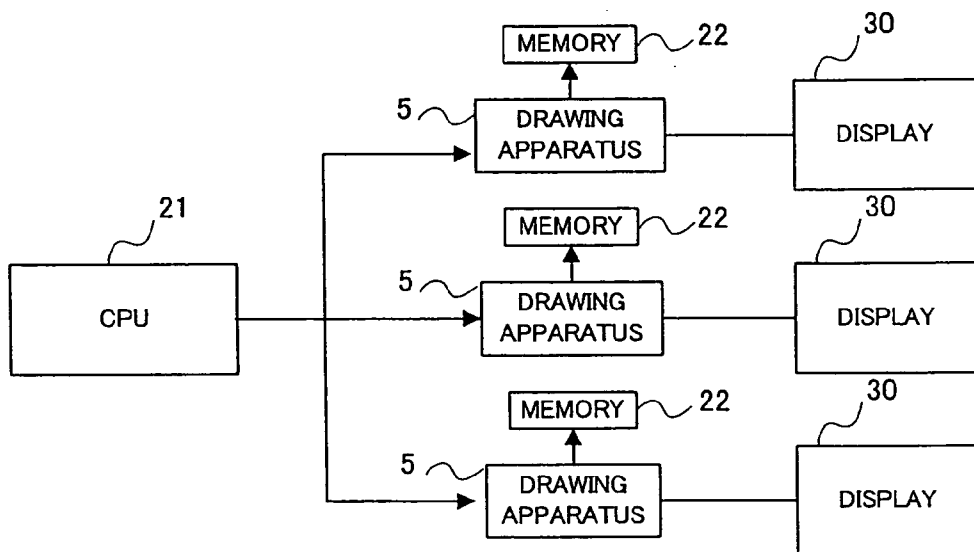 30
MEMORY
22
5
DRAWING
APPARATUS
DISPLAY
21
30
MEMORY
22
5
CPU
DRAWING
APPARATUS
DISPLAY
30
MEMORY
22
5
DRAWING
APPARATUS
DISPLAY